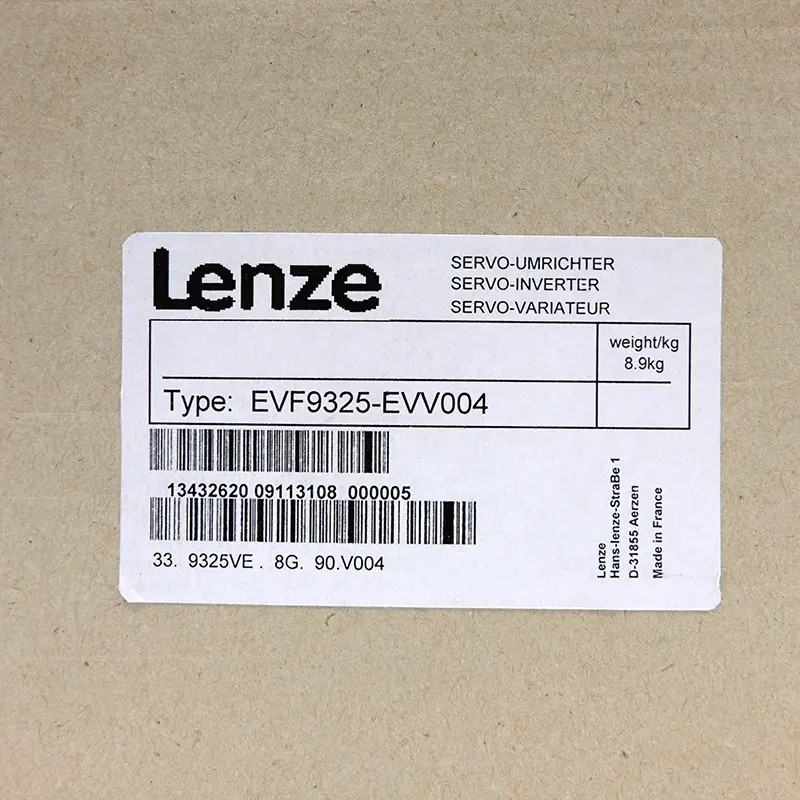 Lenze
SERVO-UMRICHTER
SERVO-INVERTER
SERVO-VARIATEUR
weight/kg
8.9kg
Type: EVF9325-EVV004
13432620 09113108 000005
33. 9325VE . 8G. 90.V004
Lenze
Hans-lenze-StraBe 1
D-31855 Aerzen
Made in France